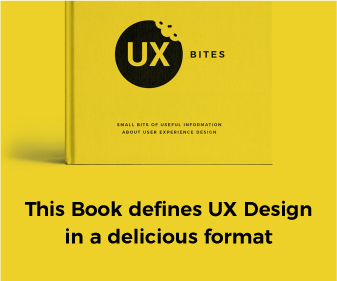 UX BITES
SMALL BITS OF USEFUL INFORMATION
ABOUT USER EXPERIENCE DESIGN
This Book defines UX Design
in a delicious format